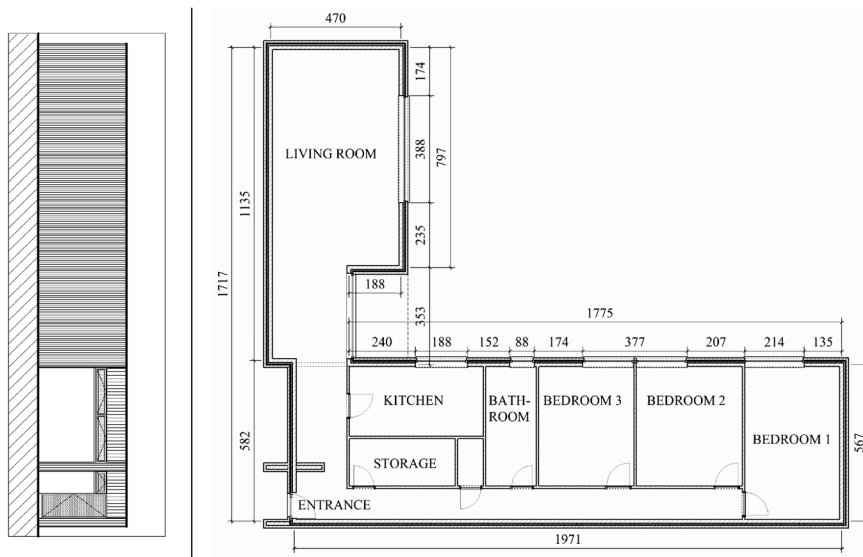 470
174
LIVING ROOM
388
797
1135
235
1717
188
353
1775
240
188
152
88
174
377
207
214
135
KITCHEN
BATH-
ROOM
BEDROOM 3
BEDROOM 2
BEDROOM 1
582
567
STORAGE
ENTRANCE
1971